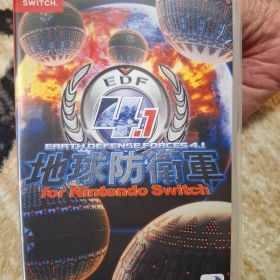 SWITCH.
EDF
4.1
EARTH DEFENSE FORCES 4.1
地球防衛軍
for Nintendo Switch